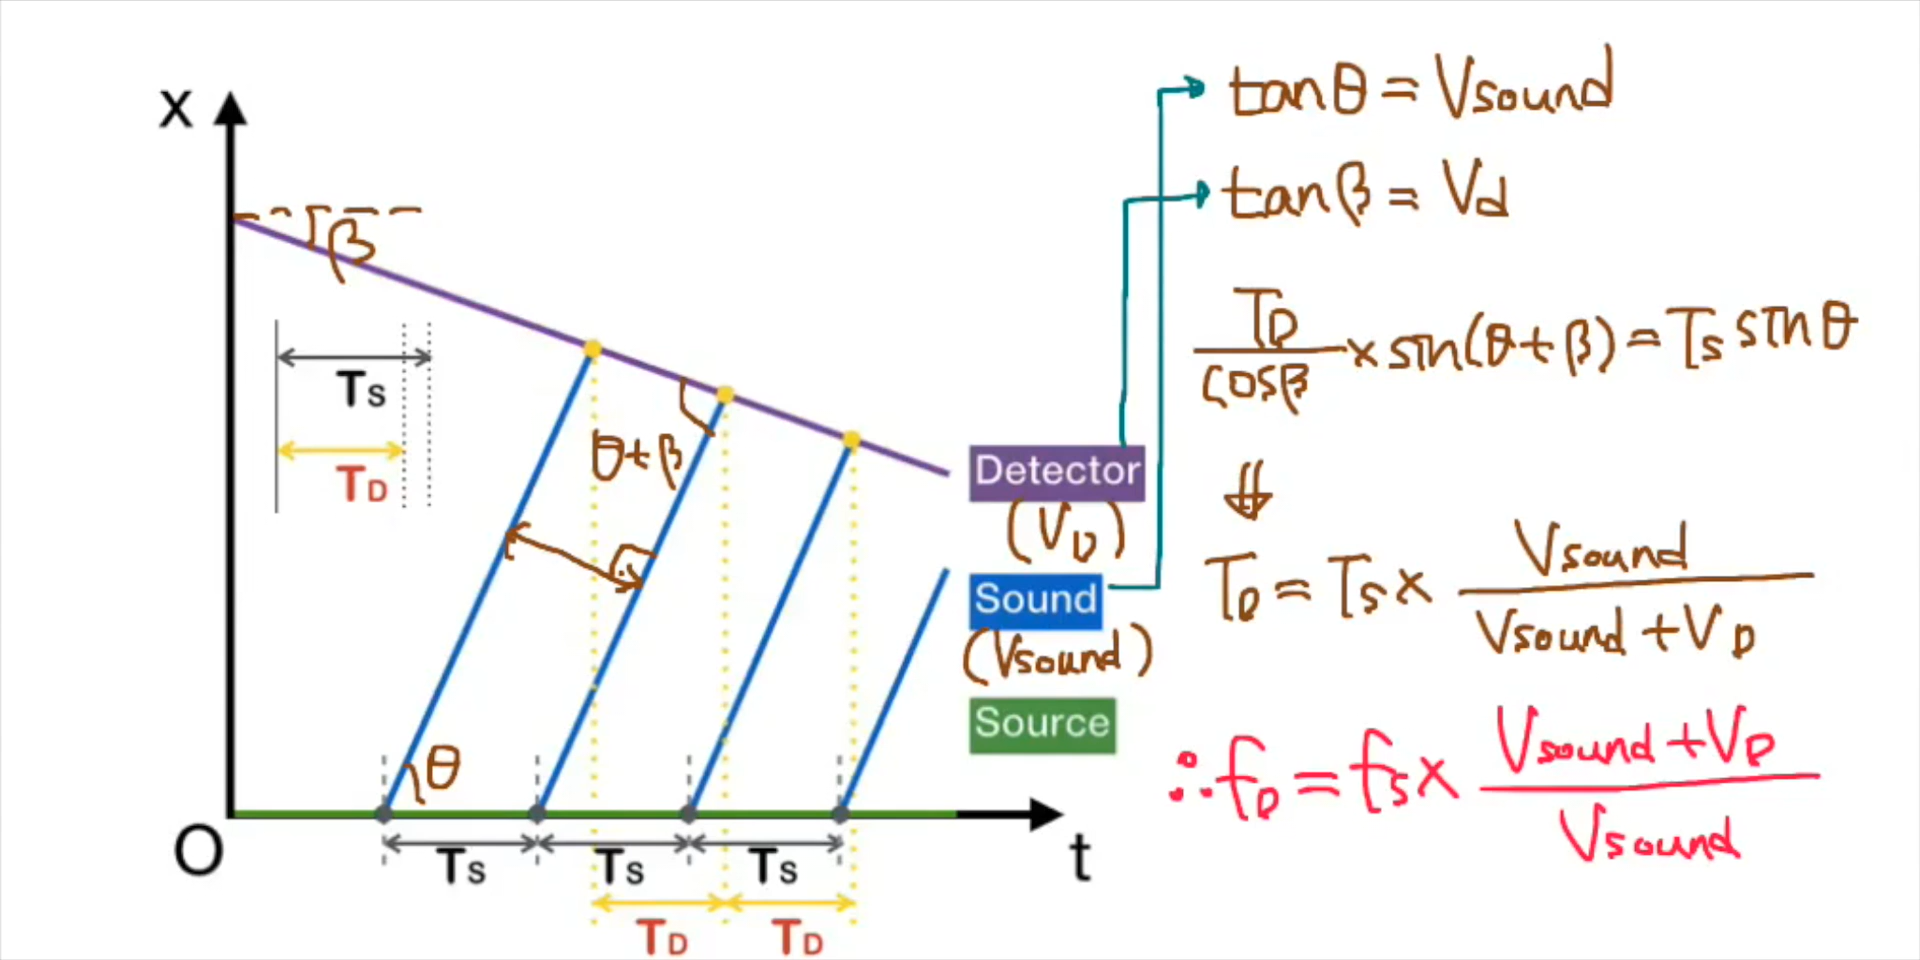 x
β
Ts
TD
θ+β
θ
O
t
Ts Ts Ts
TD TD
Detector
(VD)
Sound
(Vsound)
Source
tanθ = Vsound
tanβ = Vd
TD/cosβ × sin(θ+β) = Ts sinθ
⇓
TD = Ts × Vsound/(Vsound + VD)
∴ fD = fs × (Vsound + VD)/Vsound